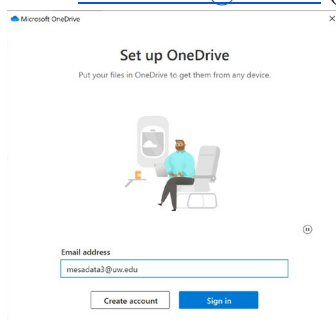 Microsoft OneDrive
Set up OneDrive
Put your files in OneDrive to get them from any device.
Email address
mesadata3@uw.edu
Create account
Sign in